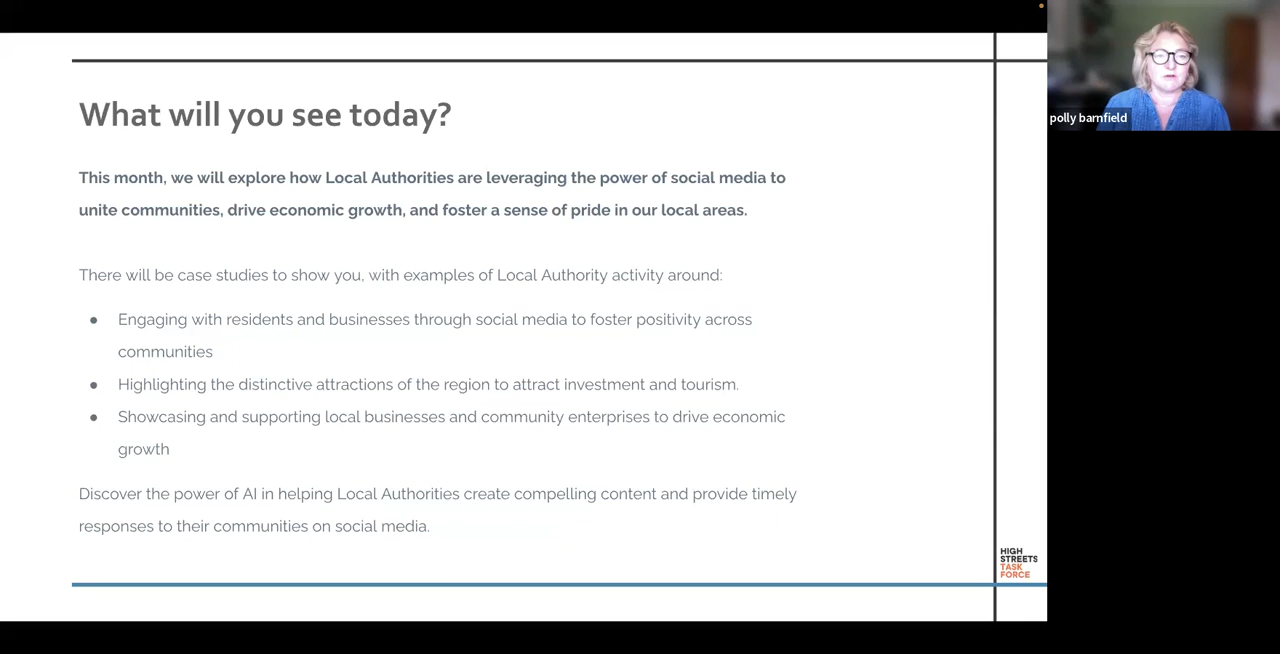 What will you see today?
This month, we will explore how Local Authorities are leveraging the power of social media to
unite communities, drive economic growth, and foster a sense of pride in our local areas.
There will be case studies to show you, with examples of Local Authority activity around:
● Engaging with residents and businesses through social media to foster positivity across
communities
● Highlighting the distinctive attractions of the region to attract investment and tourism.
● Showcasing and supporting local businesses and community enterprises to drive economic
growth
Discover the power of AI in helping Local Authorities create compelling content and provide timely
responses to their communities on social media.
HIGH
STREETS
TASK
FORCE
polly barnfield